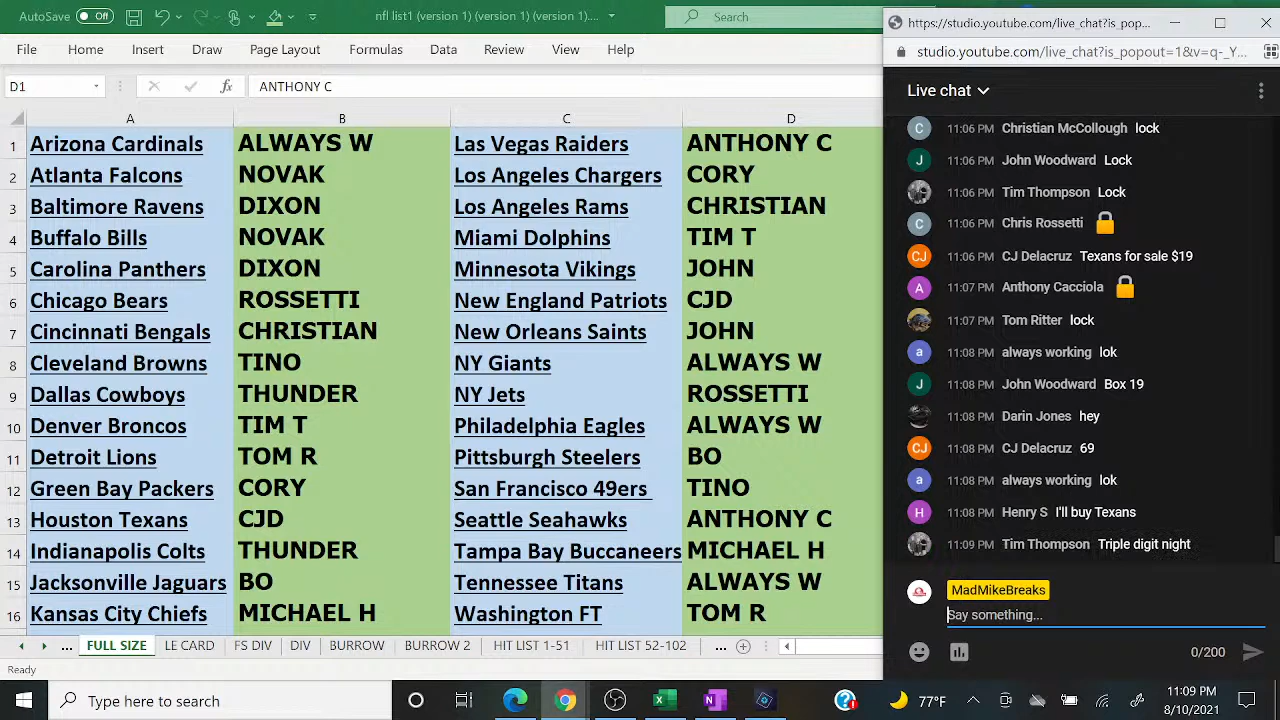 AutoSave Off nfl list1 (version 1) (version 1) (version 1)... Search
https://studio.youtube.com/live_chat?is_pop...
File Home Insert Draw Page Layout Formulas Data Review View Help
studio.youtube.com/live_chat?is_popout=1&v=q-_Y...
D1 fx ANTHONY C
Live chat
A B C D
1 Arizona Cardinals ALWAYS W Las Vegas Raiders ANTHONY C
2 Atlanta Falcons NOVAK Los Angeles Chargers CORY
3 Baltimore Ravens DIXON Los Angeles Rams CHRISTIAN
4 Buffalo Bills NOVAK Miami Dolphins TIM T
5 Carolina Panthers DIXON Minnesota Vikings JOHN
6 Chicago Bears ROSSETTI New England Patriots CJD
7 Cincinnati Bengals CHRISTIAN New Orleans Saints JOHN
8 Cleveland Browns TINO NY Giants ALWAYS W
9 Dallas Cowboys THUNDER NY Jets ROSSETTI
10 Denver Broncos TIM T Philadelphia Eagles ALWAYS W
11 Detroit Lions TOM R Pittsburgh Steelers BO
12 Green Bay Packers CORY San Francisco 49ers TINO
13 Houston Texans CJD Seattle Seahawks ANTHONY C
14 Indianapolis Colts THUNDER Tampa Bay Buccaneers MICHAEL H
15 Jacksonville Jaguars BO Tennessee Titans ALWAYS W
16 Kansas City Chiefs MICHAEL H Washington FT TOM R
... FULL SIZE LE CARD FS DIV DIV BURROW BURROW 2 HIT LIST 1-51 HIT LIST 52-102 ...
Ready
C 11:06 PM Christian McCollough lock
J 11:06 PM John Woodward Lock
11:06 PM Tim Thompson Lock
C 11:06 PM Chris Rossetti 🔒
CJ 11:06 PM CJ Delacruz Texans for sale $19
A 11:07 PM Anthony Cacciola 🔒
11:07 PM Tom Ritter lock
a 11:08 PM always working lok
J 11:08 PM John Woodward Box 19
11:08 PM Darin Jones hey
CJ 11:08 PM CJ Delacruz 69
a 11:08 PM always working lok
H 11:08 PM Henry S I'll buy Texans
11:09 PM Tim Thompson Triple digit night
MadMikeBreaks
Say something...
0/200
Type here to search
77°F
11:09 PM
8/10/2021